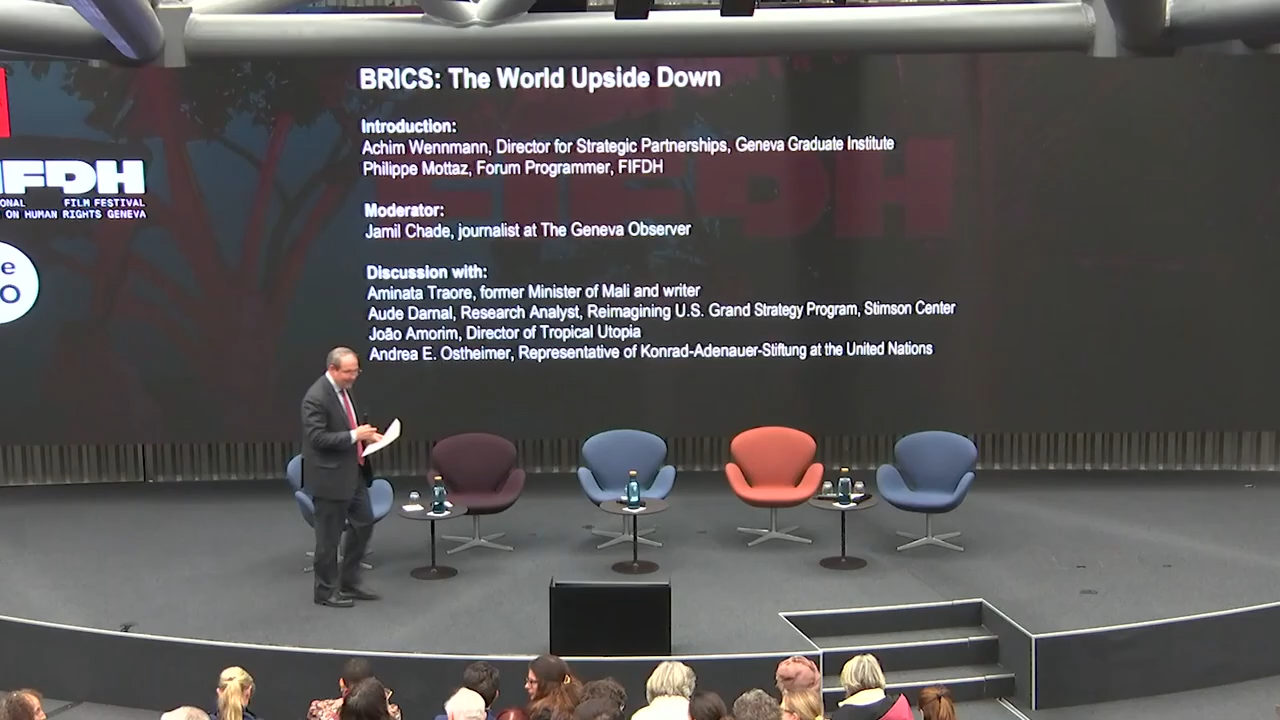 BRICS: The World Upside Down
Introduction:
Achim Wennmann, Director for Strategic Partnerships, Geneva Graduate Institute
Philippe Mottaz, Forum Programmer, FIFDH
Moderator:
Jamil Chade, journalist at The Geneva Observer
Discussion with:
Aminata Traore, former Minister of Mali and writer
Aude Darnal, Research Analyst, Reimagining U.S. Grand Strategy Program, Stimson Center
João Amorim, Director of Tropical Utopia
Andrea E. Ostheimer, Representative of Konrad-Adenauer-Stiftung at the United Nations
IFDH
ONAL FILM FESTIVAL
ON HUMAN RIGHTS GENEVA
e
O
FIFDH